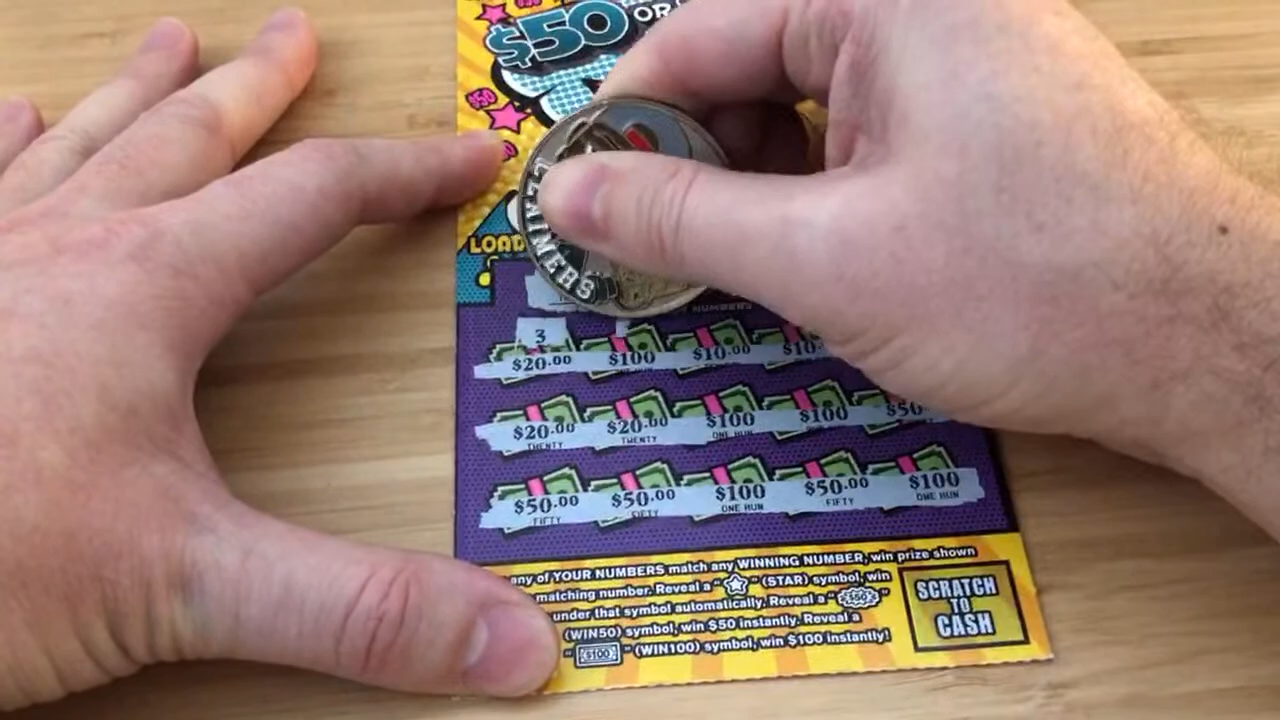 $50 OR
$50
LOAD
NUMBERS
3
$20.00 $100 $10.00 $10
$20.00 $20.00 $100 $100 $50
TWENTY TWENTY ONE HUN
$50.00 $50.00 $100 $50.00 $100
FIFTY FIFTY ONE HUN FIFTY ONE HUN
any of YOUR NUMBERS match any WINNING NUMBER, win prize shown
matching number. Reveal a " " (STAR) symbol, win
under that symbol automatically. Reveal a " $50 "
(WIN50) symbol, win $50 instantly. Reveal a
" $100 " (WIN100) symbol, win $100 instantly!
SCRATCH
TO
CASH